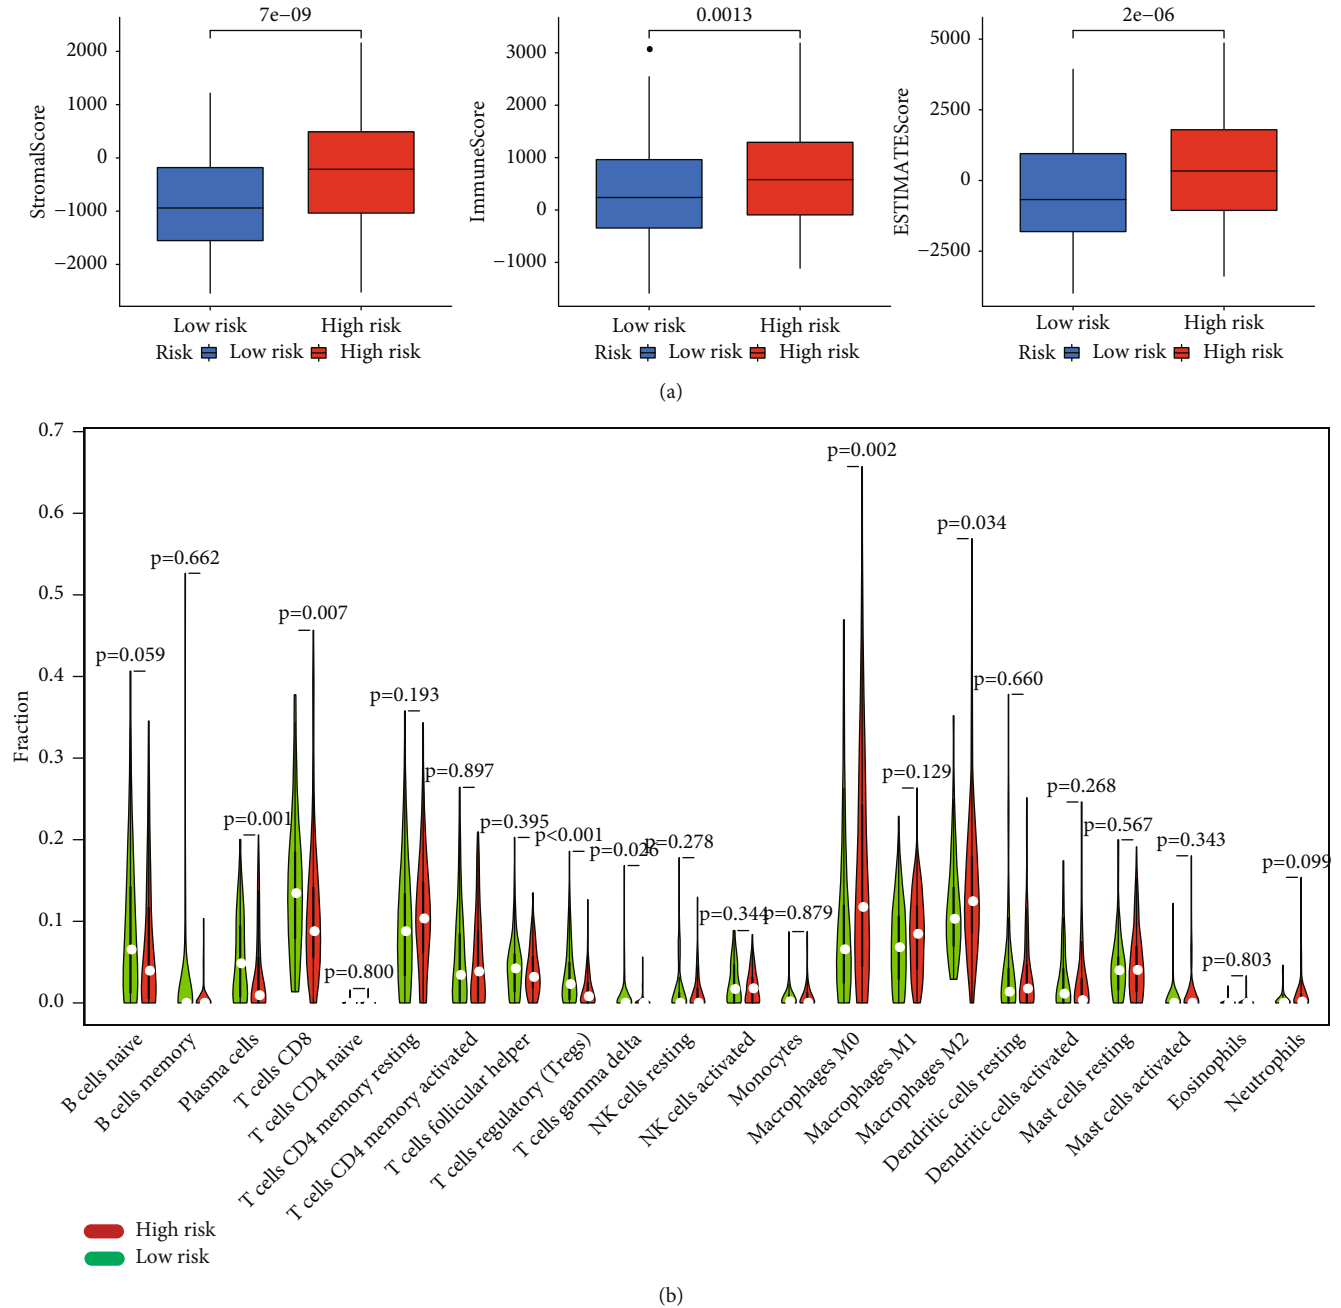 7e−09
StromalScore
2000
1000
0
−1000
−2000
Low risk High risk
Risk Low risk High risk
0.0013
ImmuneScore
3000
2000
1000
0
−1000
Low risk High risk
Risk Low risk High risk
2e−06
ESTIMATEScore
5000
2500
0
−2500
Low risk High risk
Risk Low risk High risk
(a)
Fraction
0.7
0.6
0.5
0.4
0.3
0.2
0.1
0.0
p=0.059
p=0.662
p=0.001
p=0.007
p=0.800
p=0.193
p=0.897
p=0.395
p<0.001
p=0.026
p=0.278
p=0.344
p=0.879
p=0.002
p=0.129
p=0.034
p=0.660
p=0.268
p=0.567
p=0.343
p=0.803
p=0.099
B cells naive
B cells memory
Plasma cells
T cells CD8
T cells CD4 naive
T cells CD4 memory resting
T cells CD4 memory activated
T cells follicular helper
T cells regulatory (Tregs)
T cells gamma delta
NK cells resting
NK cells activated
Monocytes
Macrophages M0
Macrophages M1
Macrophages M2
Dendritic cells resting
Dendritic cells activated
Mast cells resting
Mast cells activated
Eosinophils
Neutrophils
High risk
Low risk
(b)